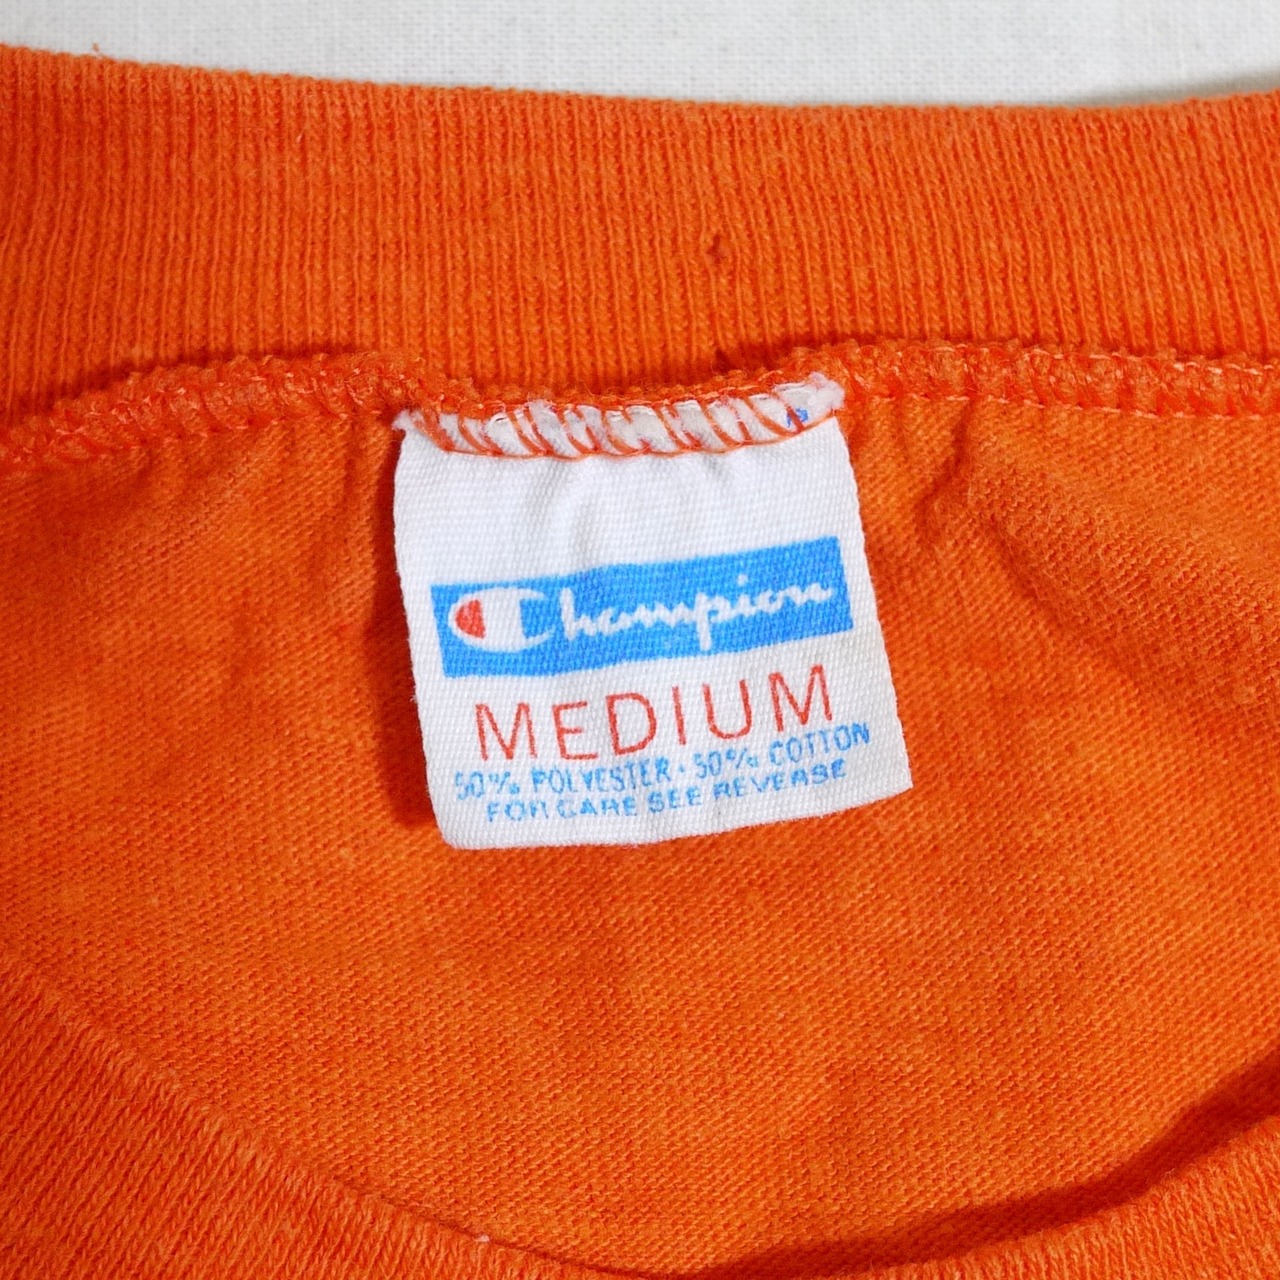 Champion
MEDIUM
50% POLYESTER · 50% COTTON
FOR CARE SEE REVERSE